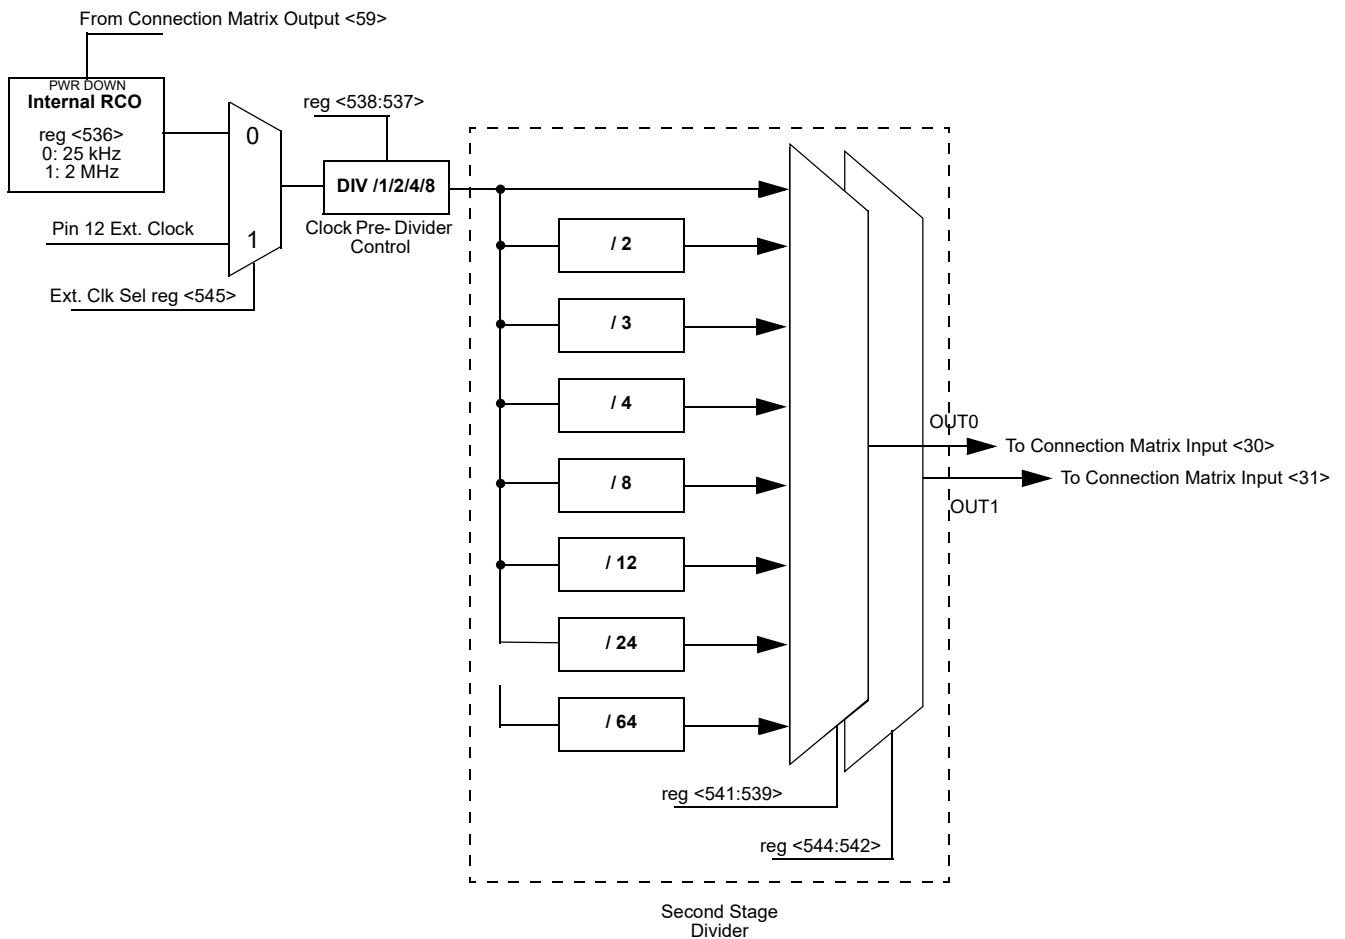 From Connection Matrix Output <59>
PWR DOWN
Internal RCO
reg <536>
0: 25 kHz
1: 2 MHz
0
1
Pin 12 Ext. Clock
Ext. Clk Sel reg <545>
reg <538:537>
DIV /1/2/4/8
Clock Pre- Divider
Control
/ 2
/ 3
/ 4
/ 8
/ 12
/ 24
/ 64
OUT0
To Connection Matrix Input <30>
To Connection Matrix Input <31>
OUT1
reg <541:539>
reg <544:542>
Second Stage
Divider